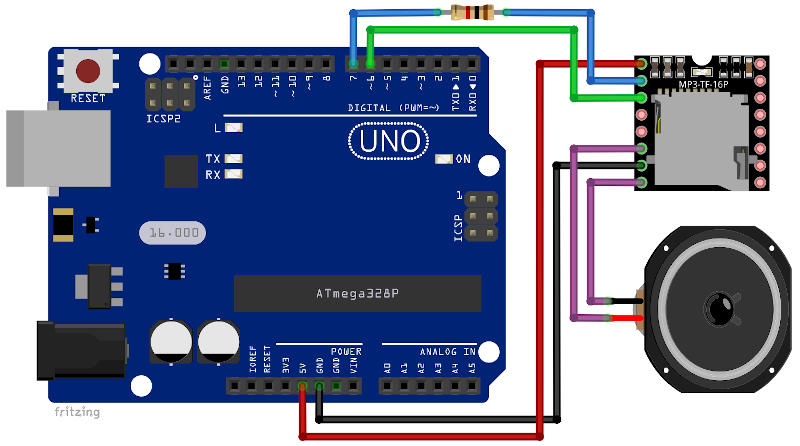 RESET
ICSP2
AREF
GND
13
12
~11
~10
~9
8
7
~6
~5
4
~3
2
TX0▶1
RX0◀0
DIGITAL (PWM=~)
L
TX
RX
UNO
ON
1
ICSP
16.000
ATmega328P
POWER
ANALOG IN
IOREF
RESET
3V3
5V
GND
GND
VIN
A0
A1
A2
A3
A4
A5
MP3-TF-16P
fritzing